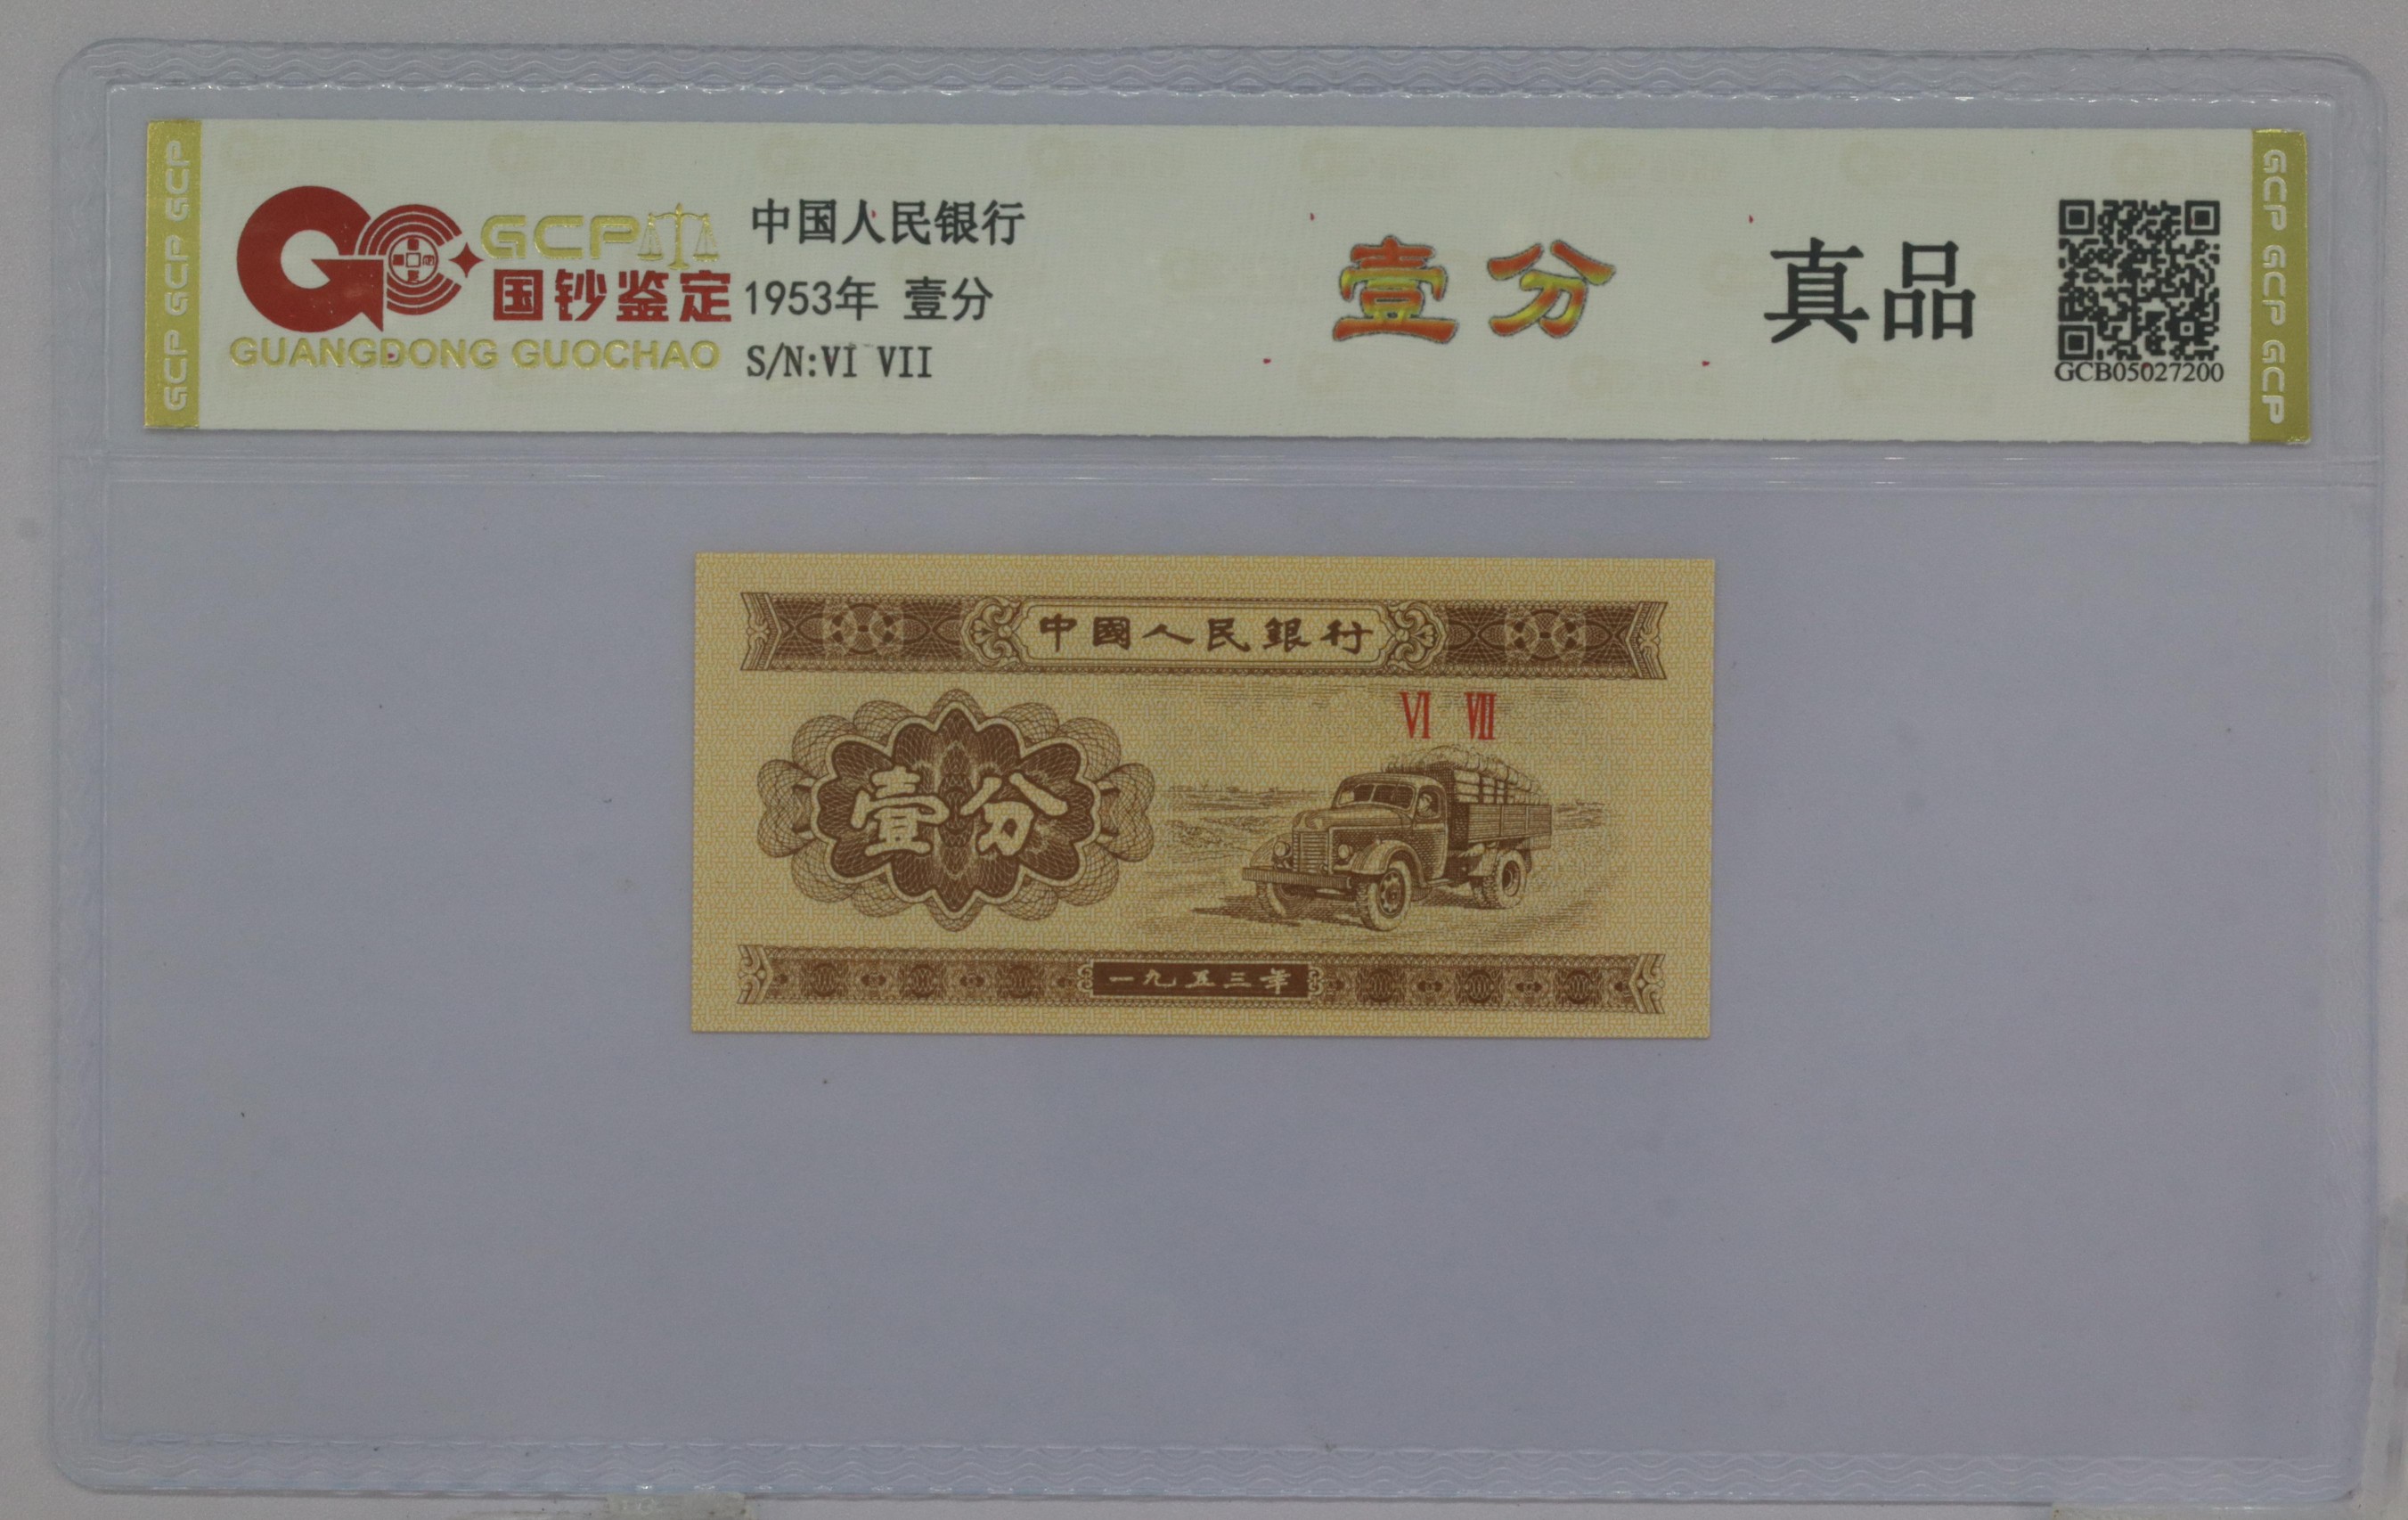 GCP GCP GCP
GCP
国钞鉴定
GUANGDONG GUOCHAO
中国人民银行
1953年 壹分
S/N:VI VII
壹分
真品
GCB05027200
GCP GCP GCP
中國人民銀行
VI VII
壹分
一九五三年